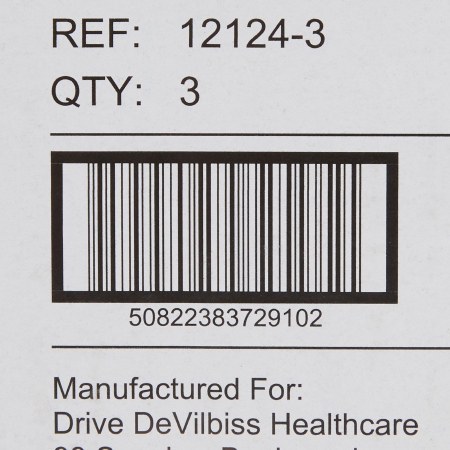 REF: 12124-3
QTY: 3
50822383729102
Manufactured For:
Drive DeVilbiss Healthcare